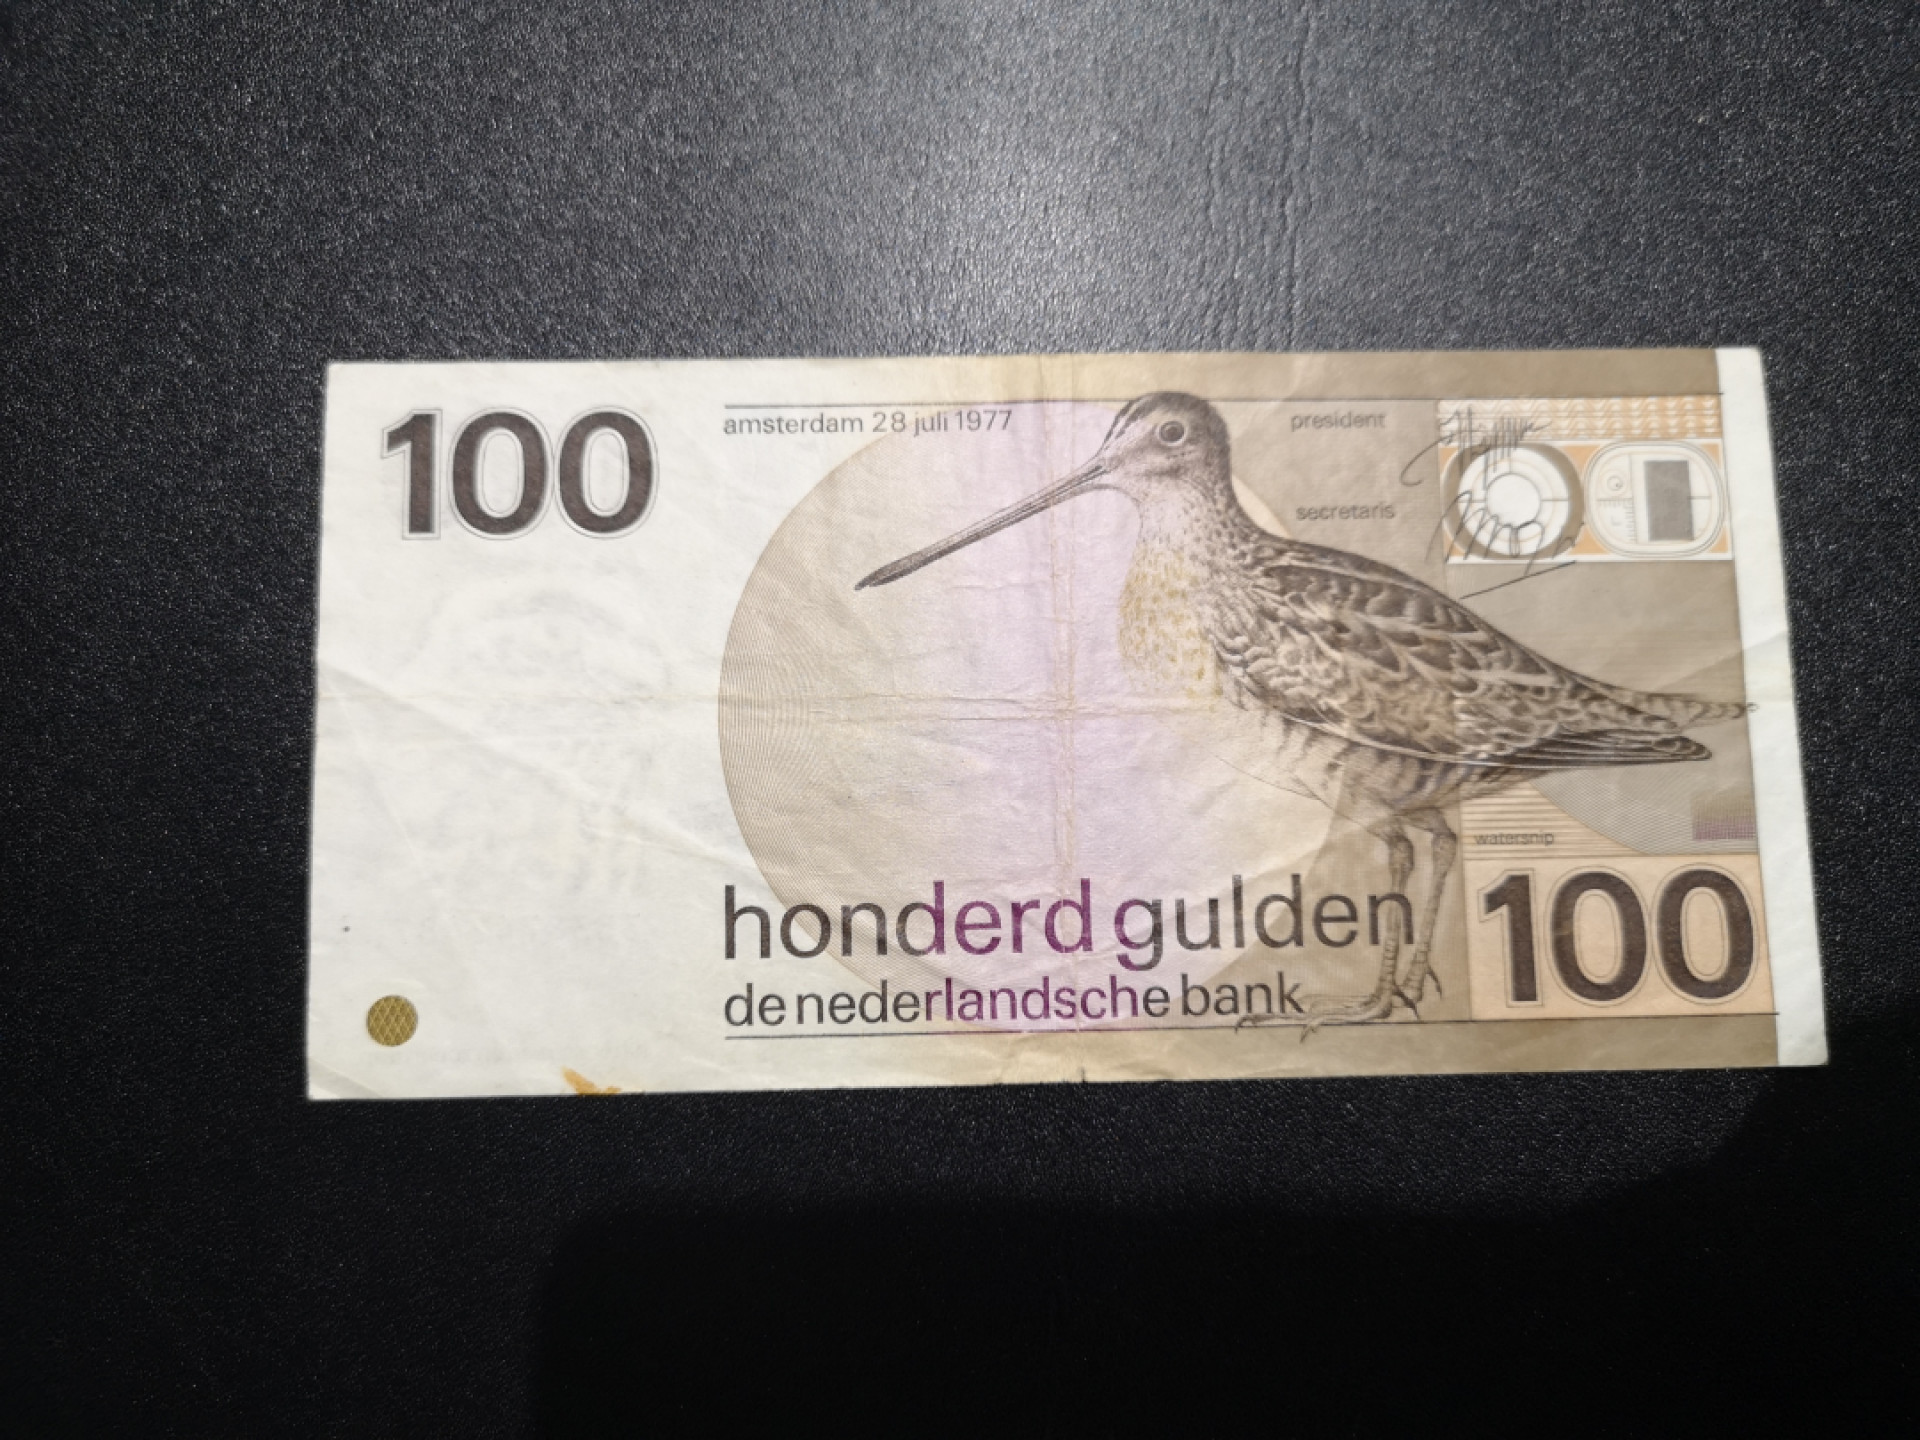 100
amsterdam 28 juli 1977
president
secretaris
watersnip
honderd gulden
de nederlandsche bank
100